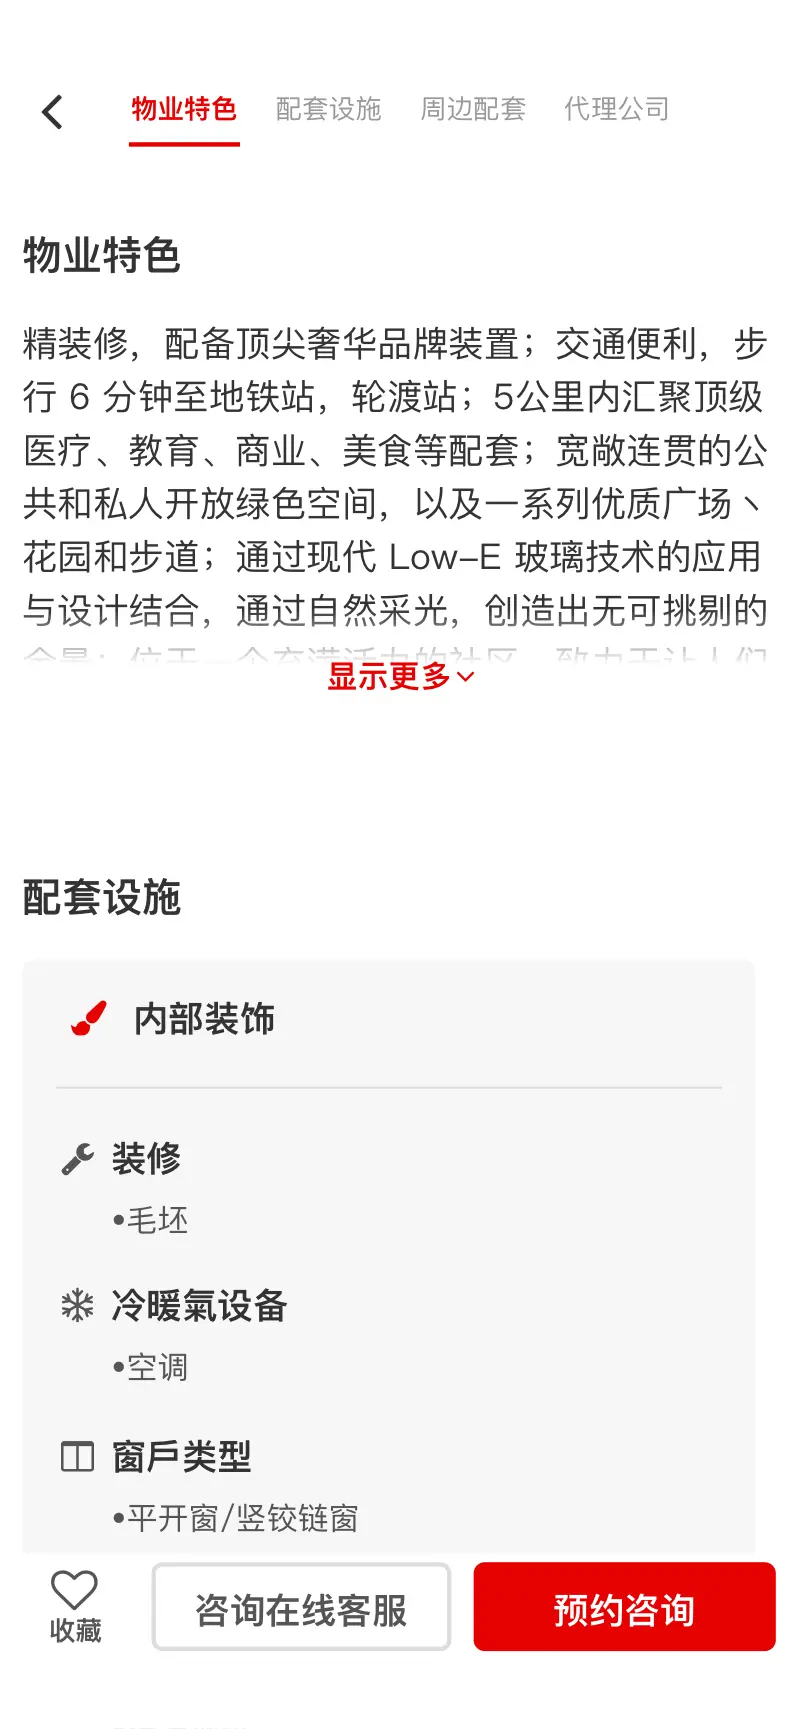 物业特色 配套设施 周边配套 代理公司
物业特色
精装修，配备顶尖奢华品牌装置；交通便利，步
行 6 分钟至地铁站，轮渡站；5公里内汇聚顶级
医疗、教育、商业、美食等配套；宽敞连贯的公
共和私人开放绿色空间，以及一系列优质广场丶
花园和步道；通过现代 Low-E 玻璃技术的应用
与设计结合，通过自然采光，创造出无可挑剔的
显示更多
配套设施
内部装饰
装修
•毛坯
冷暖氣设备
•空调
窗戶类型
•平开窗/竖铰链窗
收藏
咨询在线客服
预约咨询